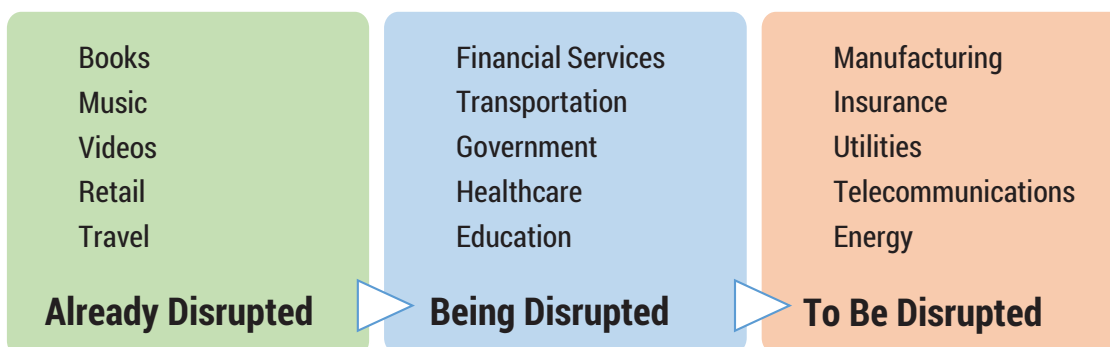 Books
Music
Videos
Retail
Travel
Already Disrupted
Financial Services
Transportation
Government
Healthcare
Education
Being Disrupted
Manufacturing
Insurance
Utilities
Telecommunications
Energy
To Be Disrupted